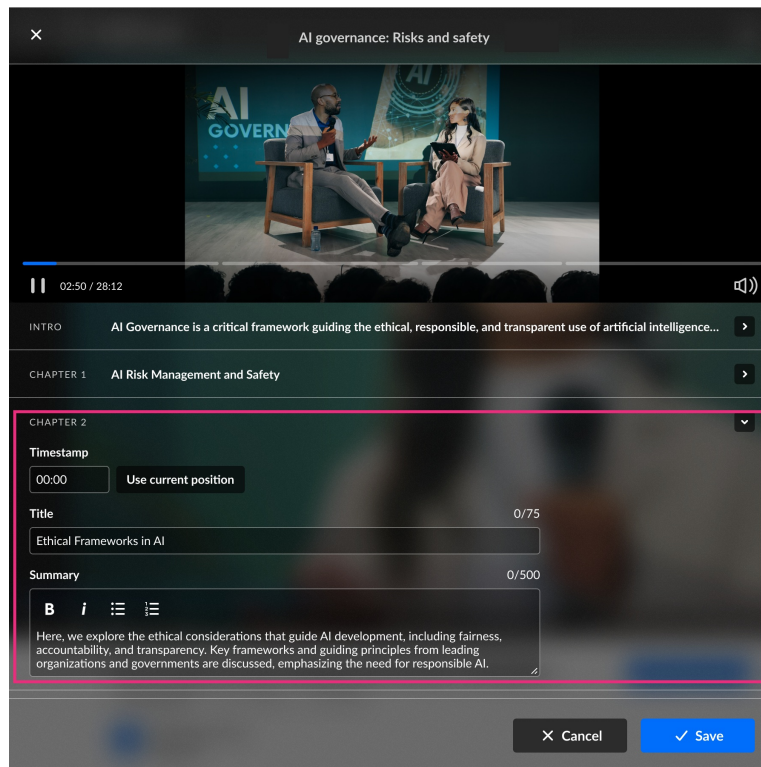 AI governance: Risks and safety
AI
AI
GOVERN
02:50 / 28:12
INTRO AI Governance is a critical framework guiding the ethical, responsible, and transparent use of artificial intelligence...
CHAPTER 1 AI Risk Management and Safety
CHAPTER 2
Timestamp
00:00 Use current position
Title 0/75
Ethical Frameworks in AI
Summary 0/500
B i
Here, we explore the ethical considerations that guide AI development, including fairness,
accountability, and transparency. Key frameworks and guiding principles from leading
organizations and governments are discussed, emphasizing the need for responsible AI.
Cancel Save